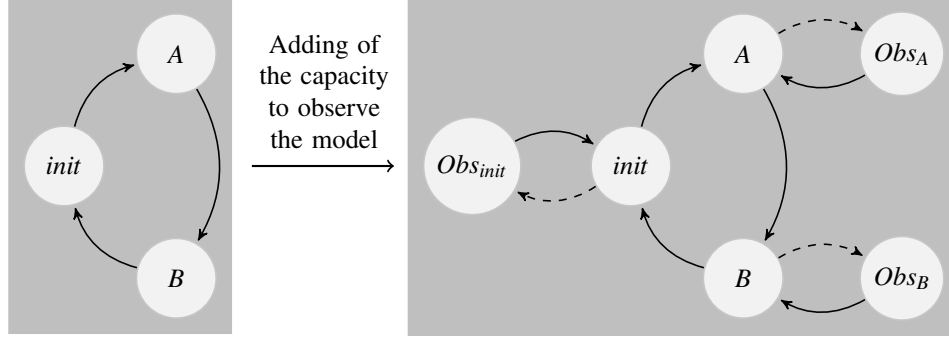 A
init
B
Adding of
the capacity
to observe
the model
A
Obs_A
Obs_init
init
B
Obs_B